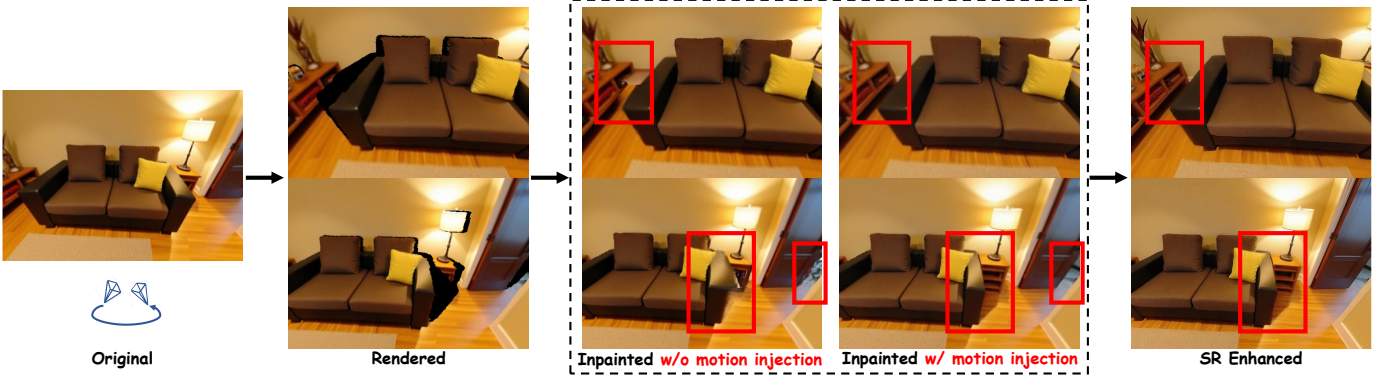 Original
Rendered
Inpainted w/o motion injection
Inpainted w/ motion injection
SR Enhanced